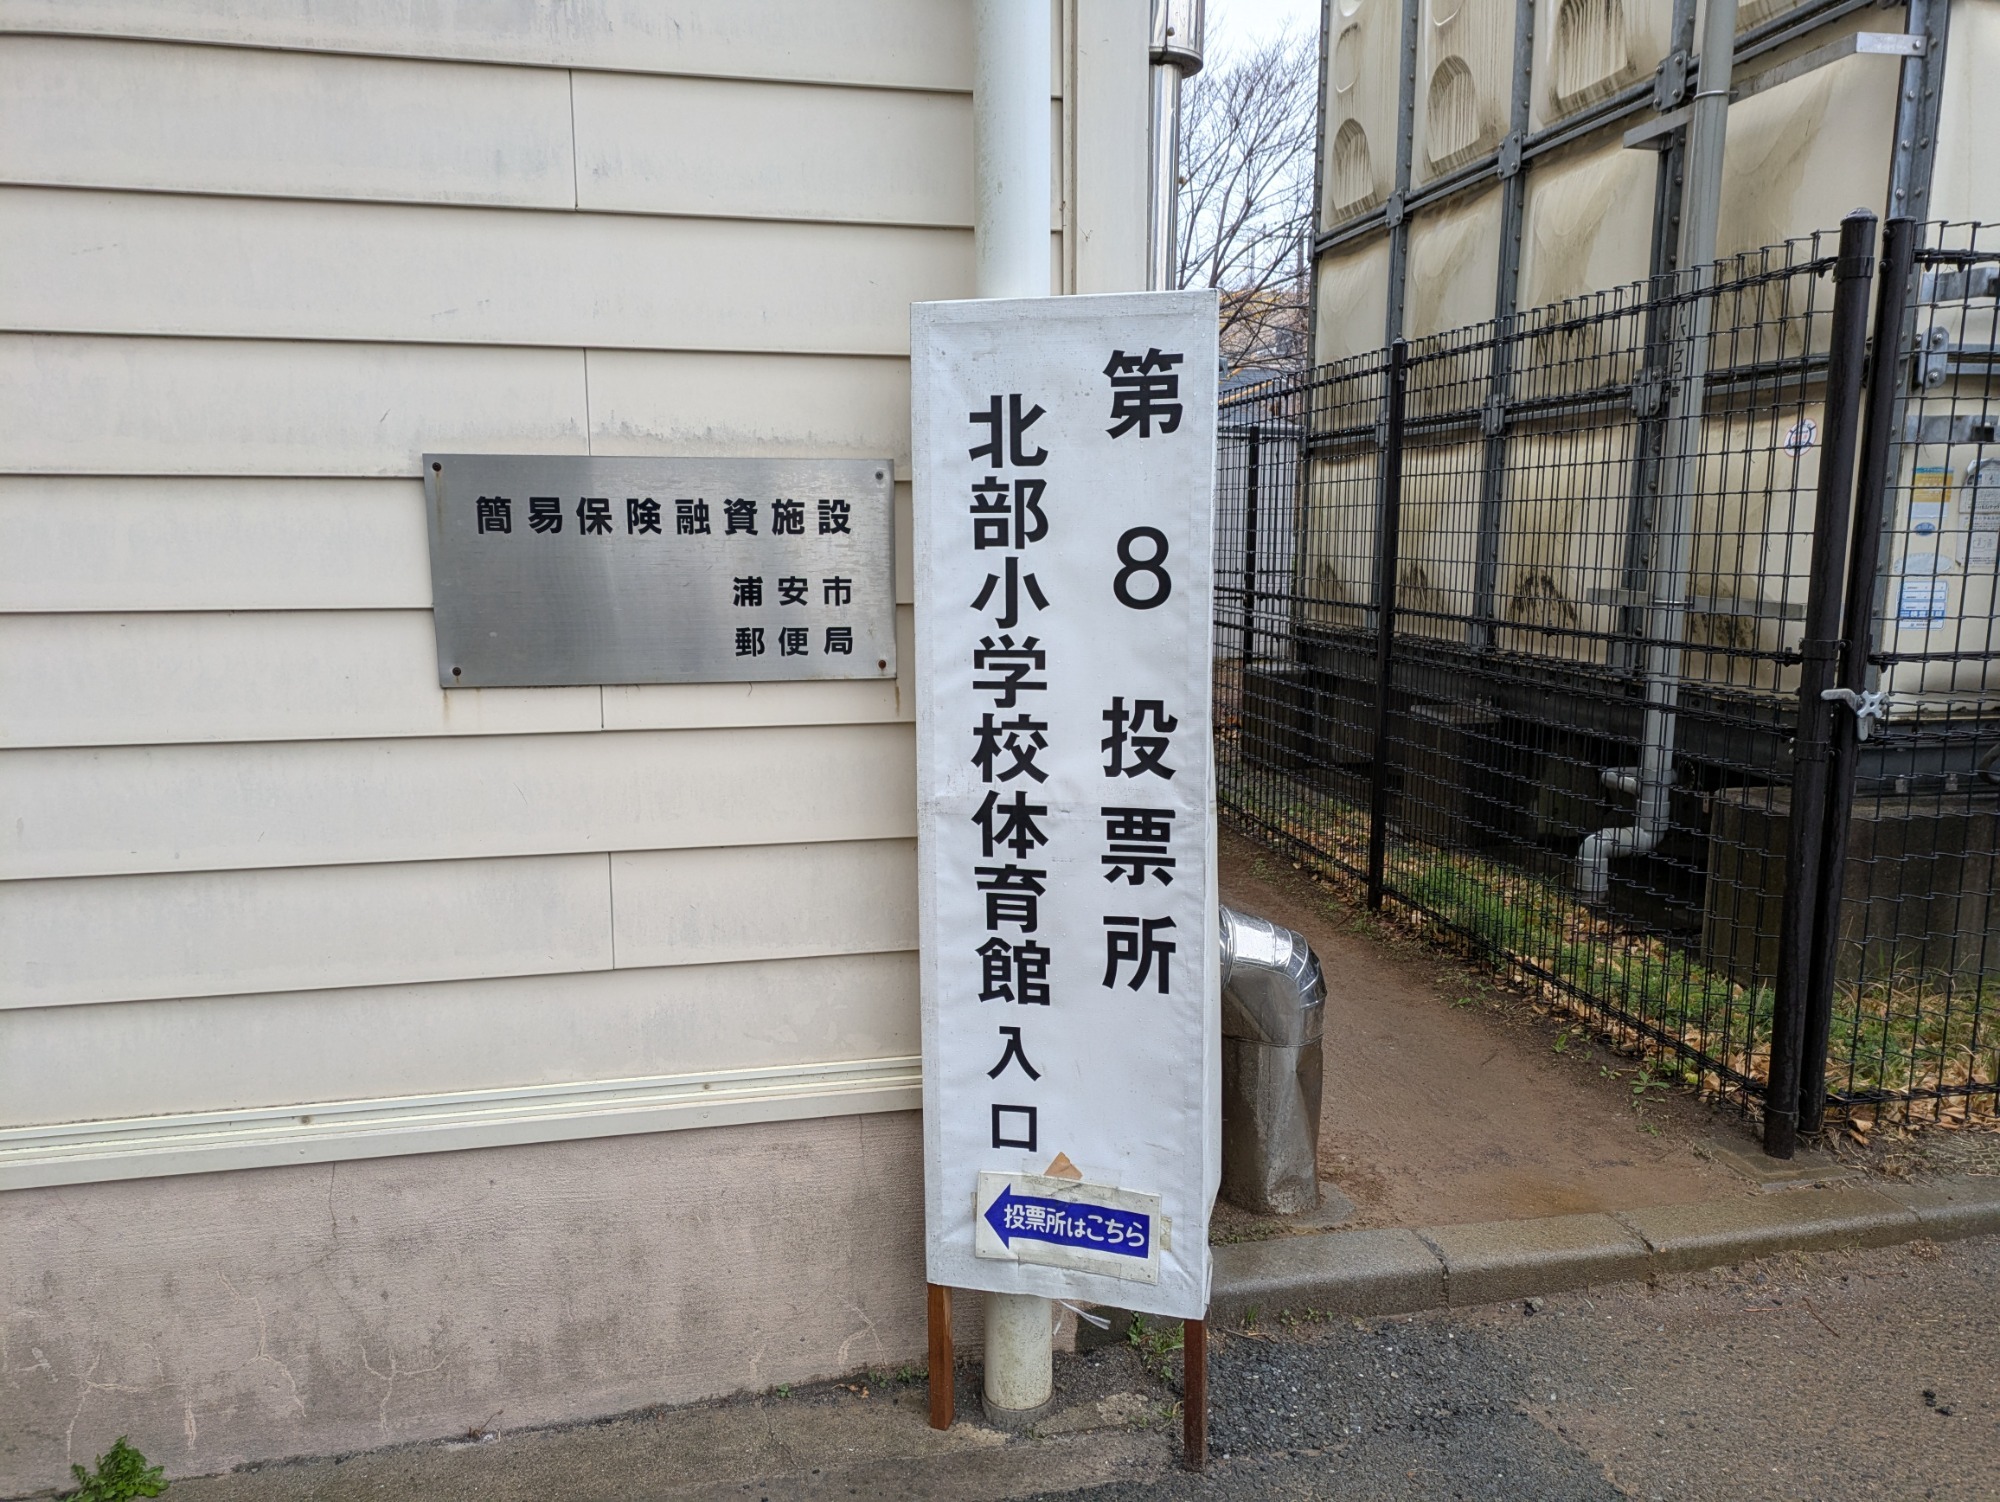 簡易保険融資施設
浦安市
郵便局
第8投票所
北部小学校体育館入口
投票所はこちら